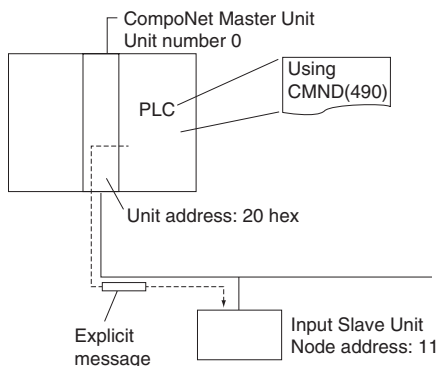 CompoNet Master Unit
Unit number 0
Using
CMND(490)
PLC
Unit address: 20 hex
Explicit
message
Input Slave Unit
Node address: 11